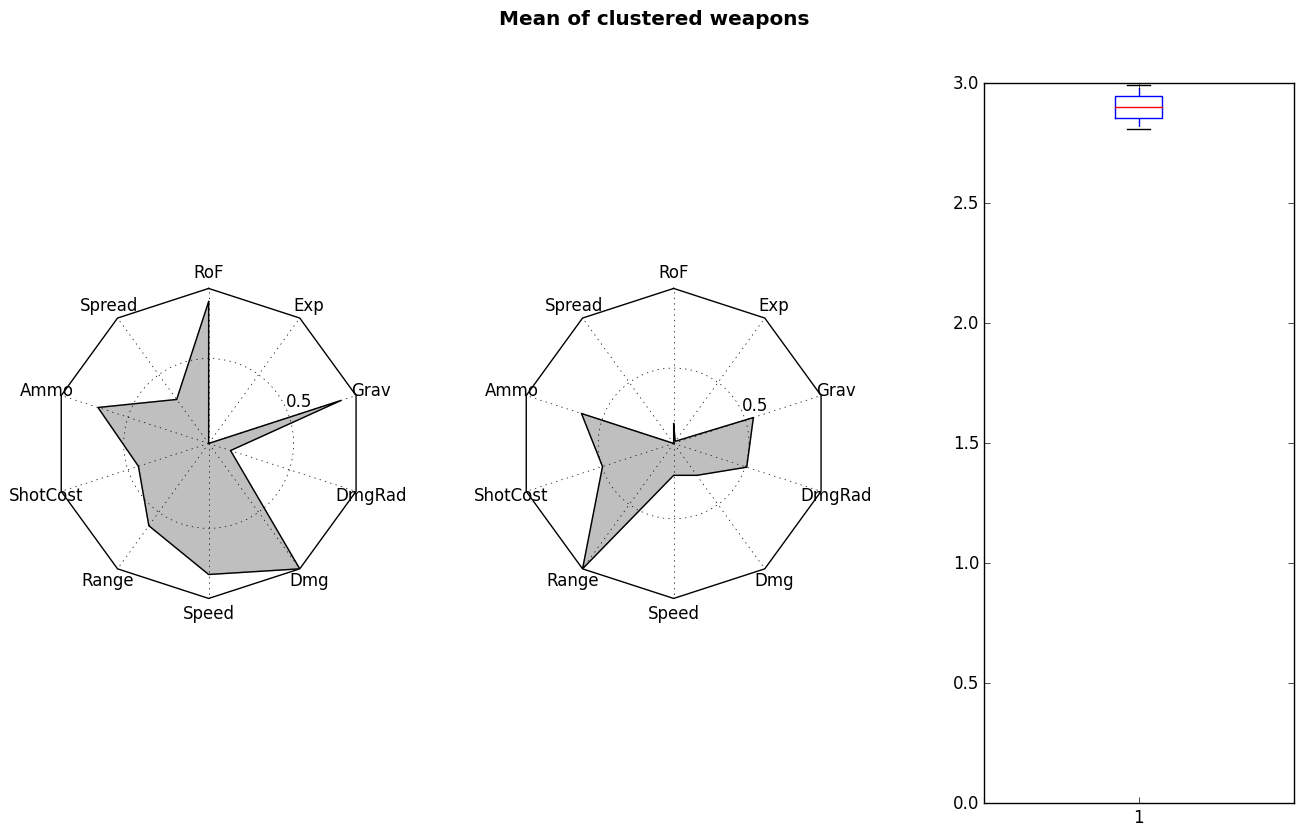 Mean of clustered weapons
RoF
Exp
Grav
DmgRad
Dmg
Speed
Range
ShotCost
Ammo
Spread
0.5
RoF
Exp
Grav
DmgRad
Dmg
Speed
Range
ShotCost
Ammo
Spread
0.5
3.0
2.5
2.0
1.5
1.0
0.5
0.0
1